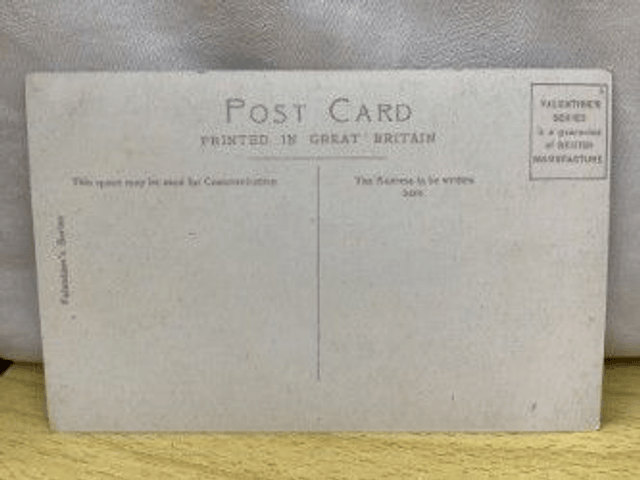 POST CARD
PRINTED IN GREAT BRITAIN
This space may be used for Communication
The Address to be written
here
VALENTINE'S
SERIES
is a guarantee
of BRITISH
MANUFACTURE
Valentine's Series